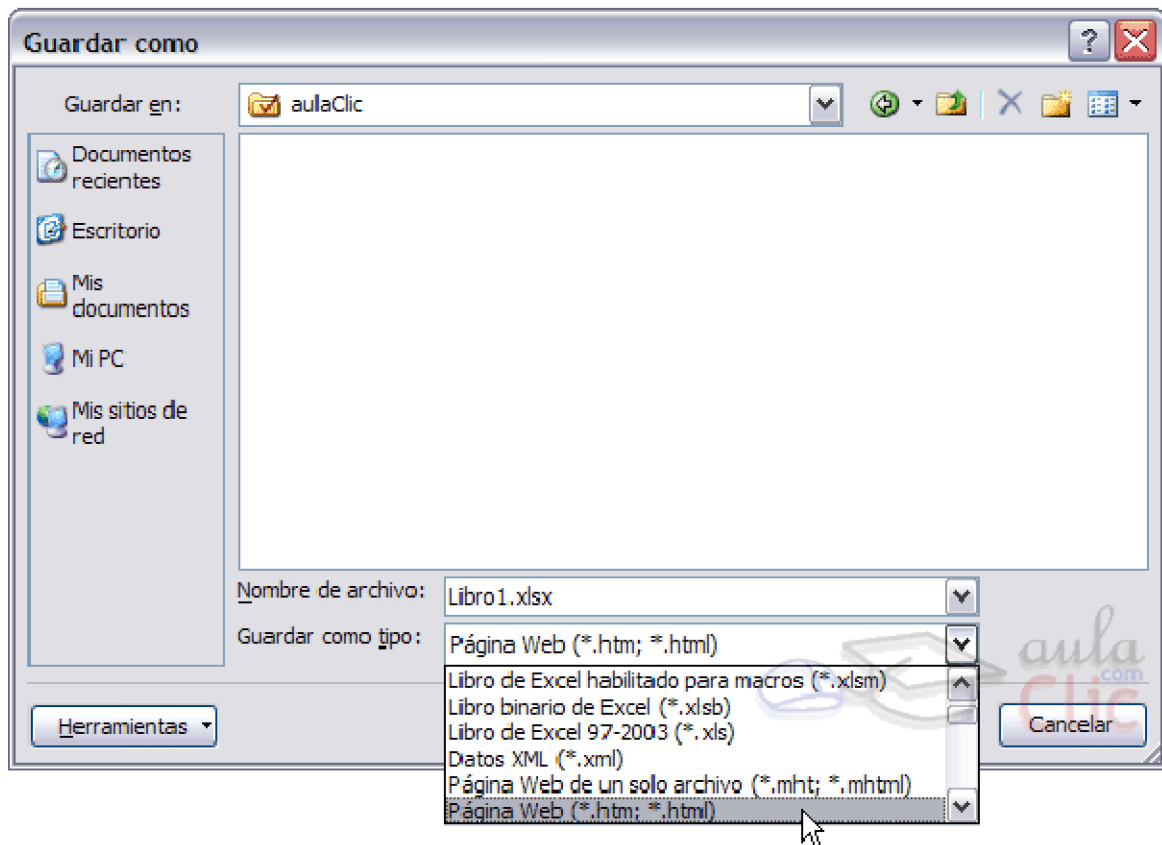 Guardar como
Guardar en:
aulaClic
Documentos
recientes
Escritorio
Mis
documentos
Mi PC
Mis sitios de
red
Nombre de archivo:
Libro1.xlsx
Guardar como tipo:
Página Web (*.htm; *.html)
Libro de Excel habilitado para macros (*.xlsm)
Libro binario de Excel (*.xlsb)
Libro de Excel 97-2003 (*.xls)
Datos XML (*.xml)
Página Web de un solo archivo (*.mht; *.mhtml)
Página Web (*.htm; *.html)
Herramientas
Cancelar
aula
com
Clic